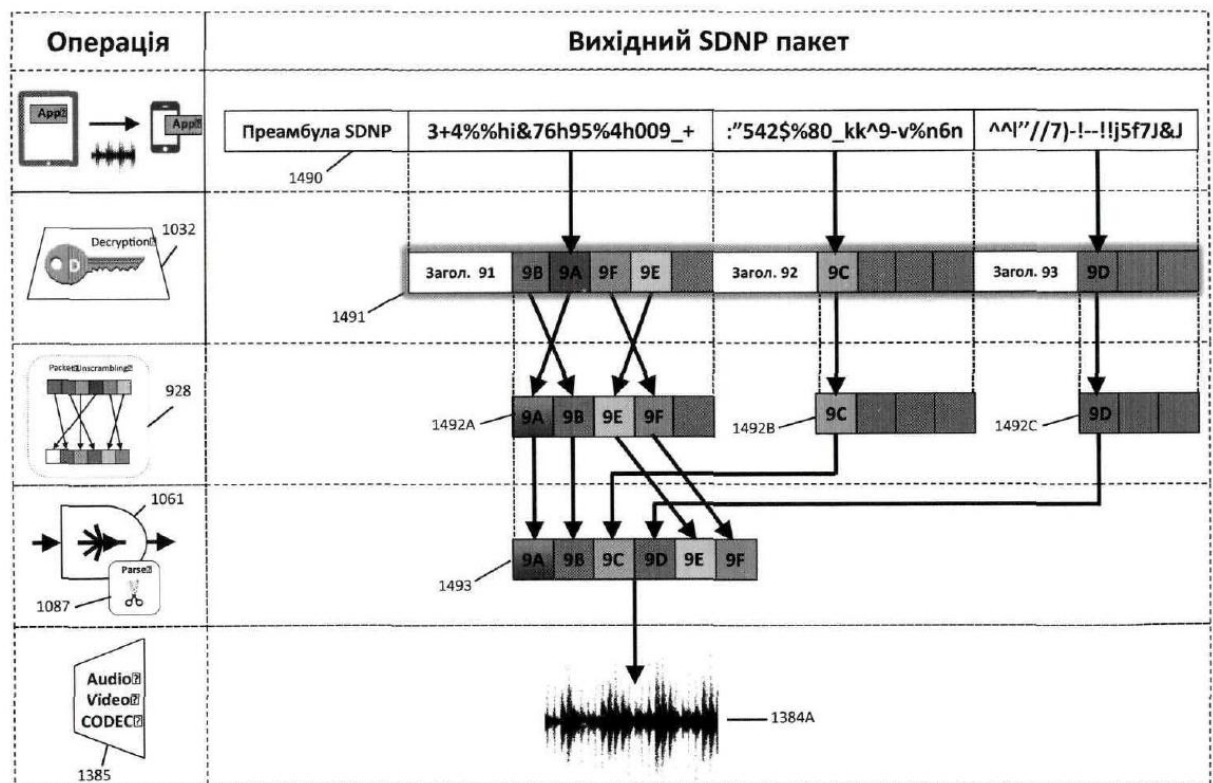 Операція
Вихідний SDNP пакет
App
App
Преамбула SDNP
3+4%%hi&76h95%4h009_+
:"542$%80_kk^9-v%n6n
^^|"//7)-!--!!j5f7J&J
1490
Decryption
1032
D
Загол. 91
9B
9A
9F
9E
Загол. 92
9C
Загол. 93
9D
1491
Packet Unscrambling
928
1492A
9A
9B
9E
9F
1492B
9C
1492C
9D
1061
Parse
1087
1493
9A
9B
9C
9D
9E
9F
Audio
Video
CODEC
1385
1384A